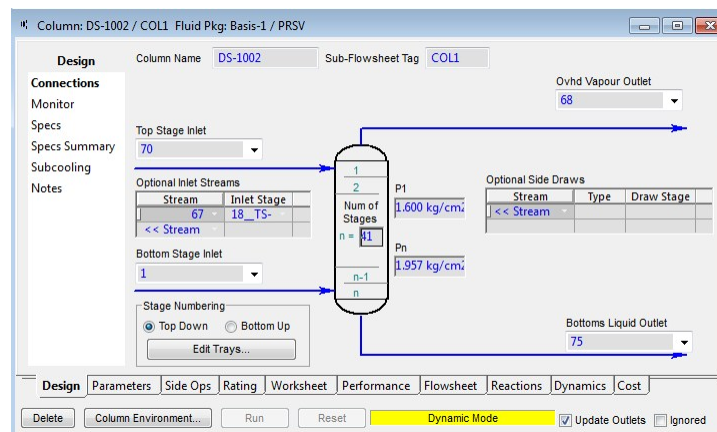 Column: DS-1002 / COL1 Fluid Pkg: Basis-1 / PRSV
Design
Connections
Monitor
Specs
Specs Summary
Subcooling
Notes
Column Name DS-1002 Sub-Flowsheet Tag COL1
Ovhd Vapour Outlet
68
Top Stage Inlet
70
Optional Inlet Streams
Stream Inlet Stage
67 18__TS-
<< Stream
Bottom Stage Inlet
1
Stage Numbering
Top Down Bottom Up
Edit Trays...
1
2
Num of
Stages
n = 41
n-1
n
P1
1.600 kg/cm2
Pn
1.957 kg/cm2
Optional Side Draws
Stream Type Draw Stage
<< Stream
Bottoms Liquid Outlet
75
Design Parameters Side Ops Rating Worksheet Performance Flowsheet Reactions Dynamics Cost
Delete Column Environment... Run Reset Dynamic Mode Update Outlets Ignored